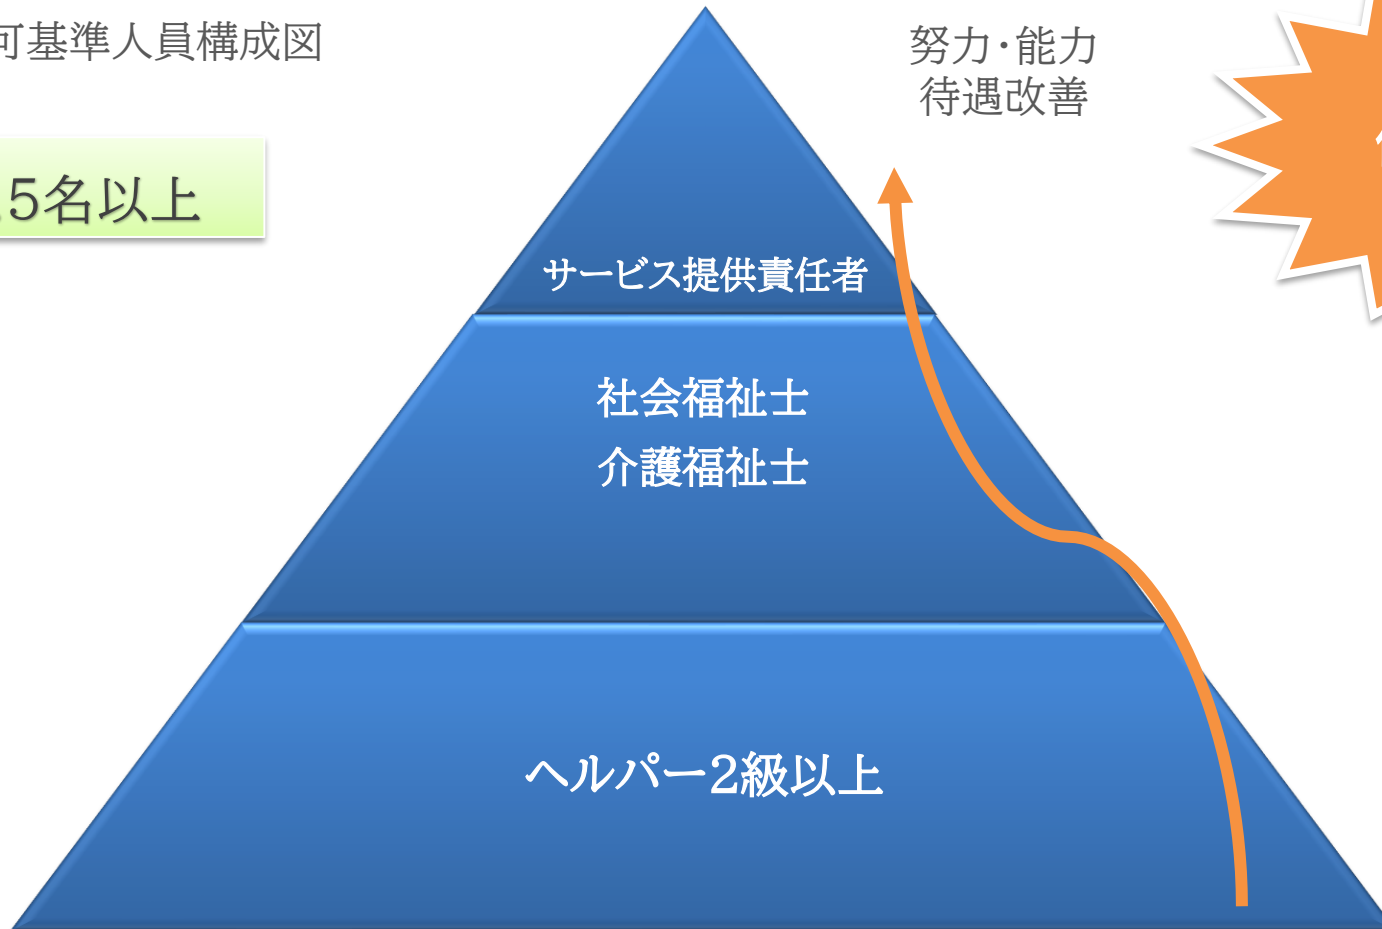 可基準人員構成図
努力・能力
待遇改善
5名以上
サービス提供責任者
社会福祉士
介護福祉士
ヘルパー2級以上